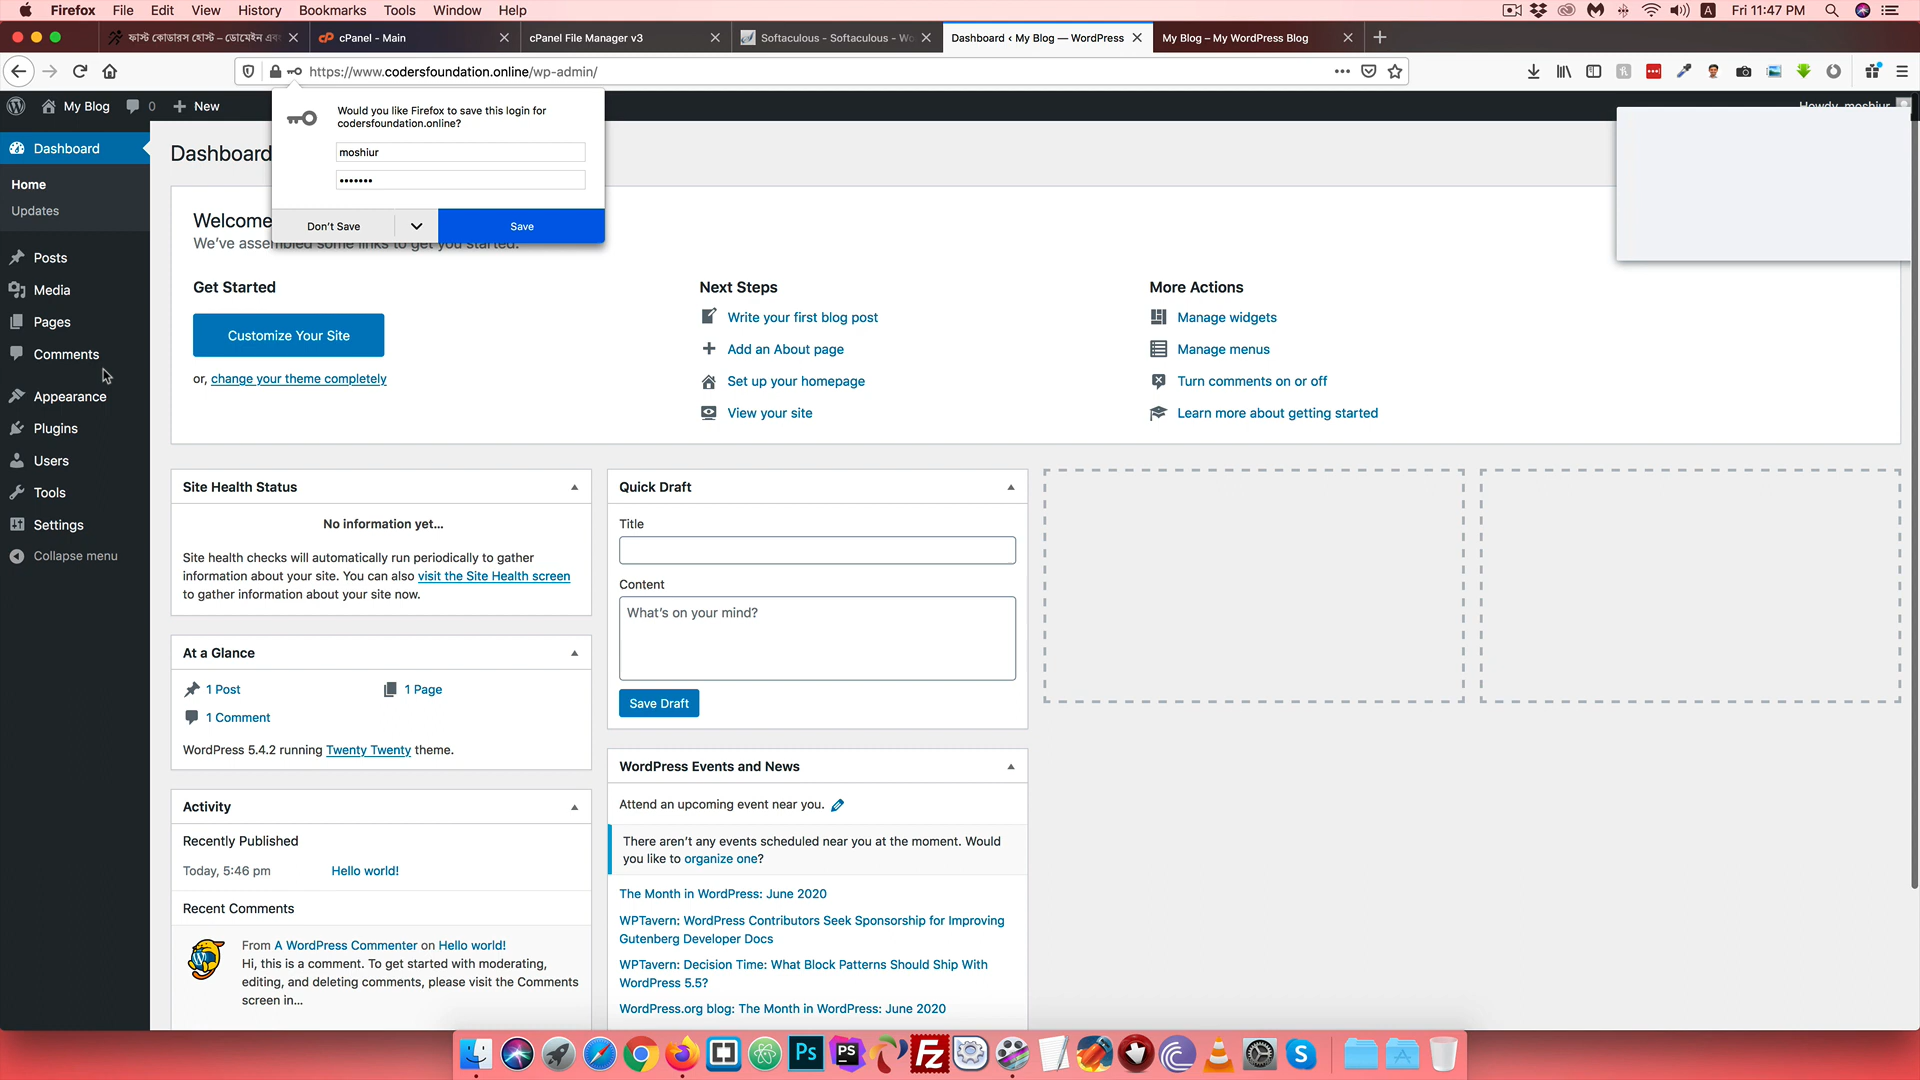 Firefox File Edit View History Bookmarks Tools Window Help
A Fri 11:47 PM
ফাস্ট কোডারস হোস্ট – ডোমেইন এবং
cPanel - Main
cPanel File Manager v3
Softaculous - Softaculous - Wo
Dashboard ‹ My Blog — WordPress
My Blog – My WordPress Blog
https://www.codersfoundation.online/wp-admin/
My Blog 0 New
Howdy, moshiur
Would you like Firefox to save this login for
codersfoundation.online?
moshiur
•••••••
Don't Save
Save
Dashboard
Home
Updates
Posts
Media
Pages
Comments
Appearance
Plugins
Users
Tools
Settings
Collapse menu
Dashboard
Welcome
We've assembled some links to get you started.
Get Started
Customize Your Site
or, change your theme completely
Next Steps
Write your first blog post
Add an About page
Set up your homepage
View your site
More Actions
Manage widgets
Manage menus
Turn comments on or off
Learn more about getting started
Site Health Status
No information yet...
Site health checks will automatically run periodically to gather
information about your site. You can also visit the Site Health screen
to gather information about your site now.
At a Glance
1 Post
1 Page
1 Comment
WordPress 5.4.2 running Twenty Twenty theme.
Activity
Recently Published
Today, 5:46 pm Hello world!
Recent Comments
From A WordPress Commenter on Hello world!
Hi, this is a comment. To get started with moderating,
editing, and deleting comments, please visit the Comments
screen in...
Quick Draft
Title
Content
What's on your mind?
Save Draft
WordPress Events and News
Attend an upcoming event near you.
There aren't any events scheduled near you at the moment. Would
you like to organize one?
The Month in WordPress: June 2020
WPTavern: WordPress Contributors Seek Sponsorship for Improving
Gutenberg Developer Docs
WPTavern: Decision Time: What Block Patterns Should Ship With
WordPress 5.5?
WordPress.org blog: The Month in WordPress: June 2020
Ps
PS
Fz